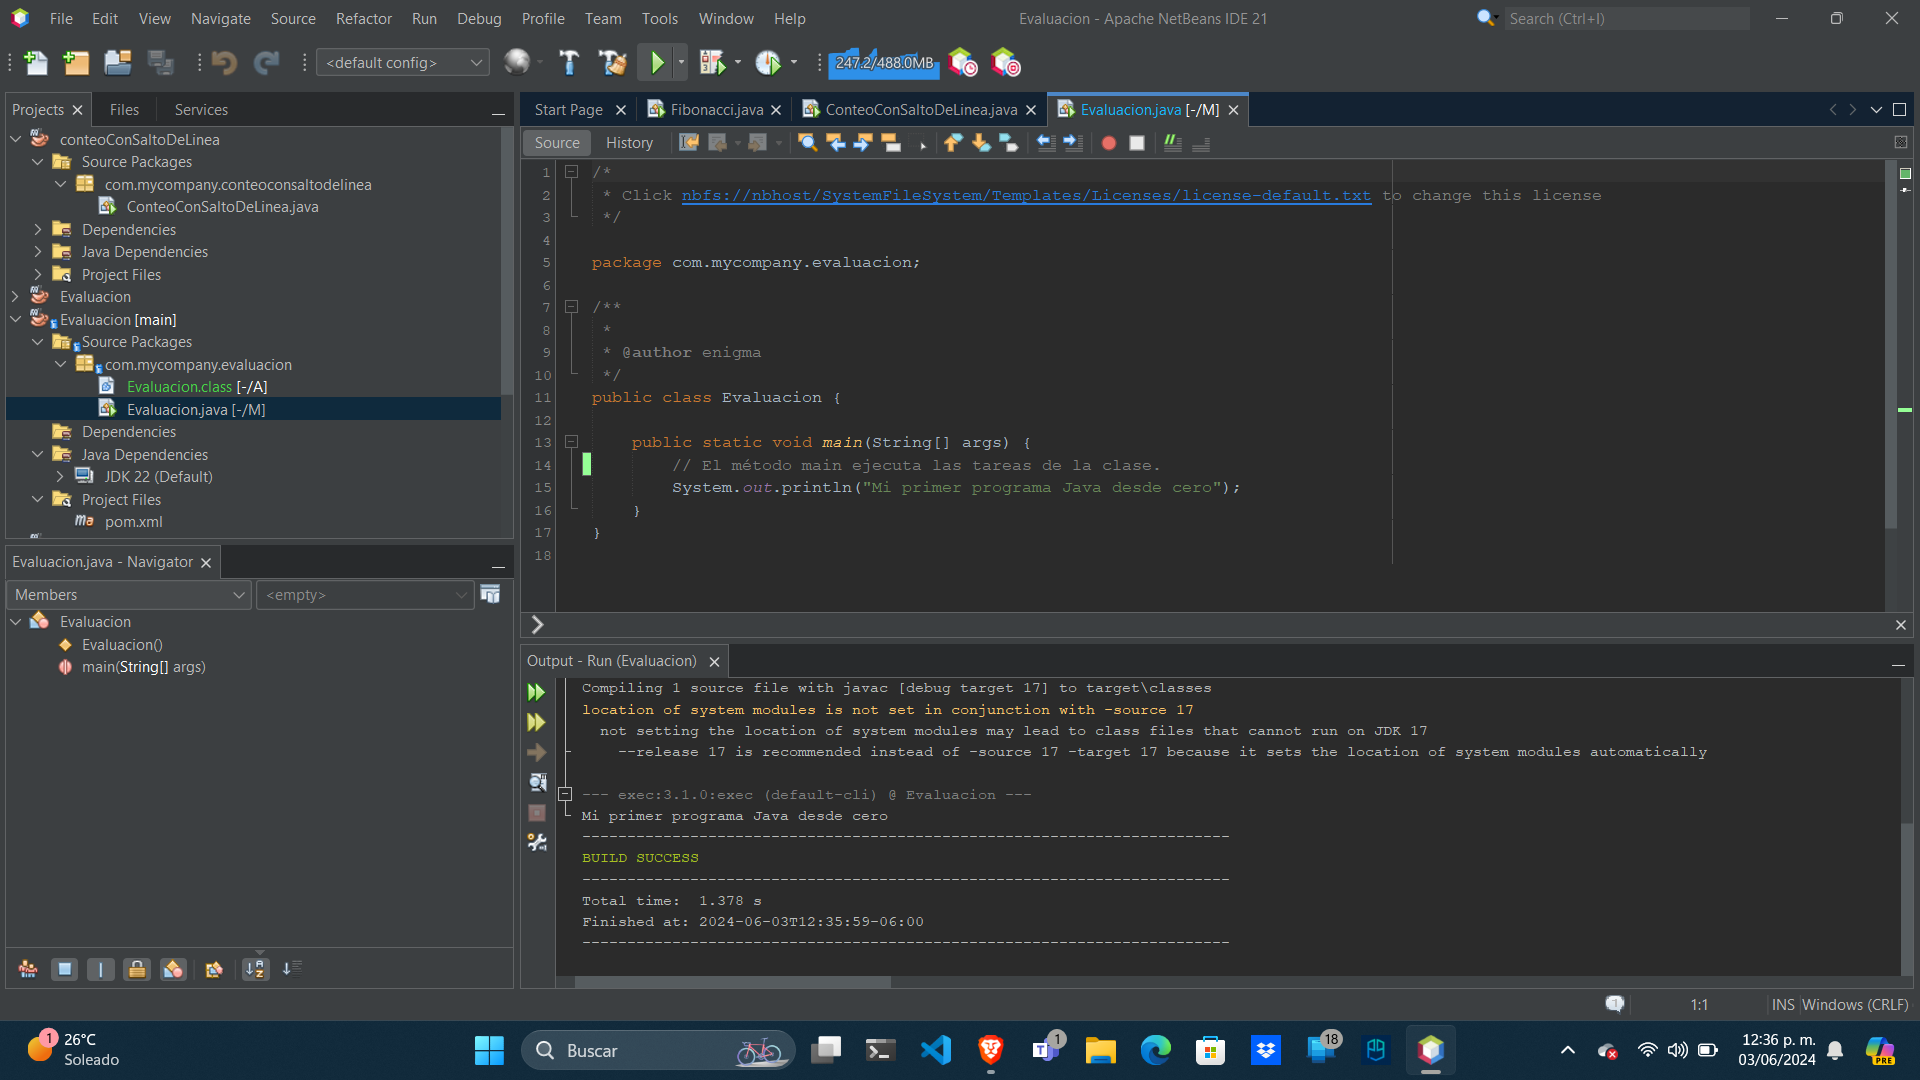 File Edit View Navigate Source Refactor Run Debug Profile Team Tools Window Help
Evaluacion - Apache NetBeans IDE 21
Search (Ctrl+I)
<default config>
247.2/488.0MB
Projects Files Services
conteoConSaltoDeLinea
Source Packages
com.mycompany.conteoconsaltodelinea
ConteoConSaltoDeLinea.java
Dependencies
Java Dependencies
Project Files
Evaluacion
Evaluacion [main]
Source Packages
com.mycompany.evaluacion
Evaluacion.class [-/A]
Evaluacion.java [-/M]
Dependencies
Java Dependencies
JDK 22 (Default)
Project Files
pom.xml
Evaluacion.java - Navigator
Members
<empty>
Evaluacion
Evaluacion()
main(String[] args)
Start Page Fibonacci.java ConteoConSaltoDeLinea.java Evaluacion.java [-/M]
Source History
1 /*
2  * Click nbfs://nbhost/SystemFileSystem/Templates/Licenses/license-default.txt to change this license
3  */
4
5 package com.mycompany.evaluacion;
6
7 /**
8  *
9  * @author enigma
10  */
11 public class Evaluacion {
12
13     public static void main(String[] args) {
14         // El método main ejecuta las tareas de la clase.
15         System.out.println("Mi primer programa Java desde cero");
16     }
17 }
18
Output - Run (Evaluacion)
Compiling 1 source file with javac [debug target 17] to target\classes
location of system modules is not set in conjunction with -source 17
  not setting the location of system modules may lead to class files that cannot run on JDK 17
    --release 17 is recommended instead of -source 17 -target 17 because it sets the location of system modules automatically
--- exec:3.1.0:exec (default-cli) @ Evaluacion ---
Mi primer programa Java desde cero
------------------------------------------------------------------------
BUILD SUCCESS
------------------------------------------------------------------------
Total time:  1.378 s
Finished at: 2024-06-03T12:35:59-06:00
------------------------------------------------------------------------
1:1 INS Windows (CRLF)
1
26°C
Soleado
Buscar
1
18
12:36 p. m.
03/06/2024
PRE